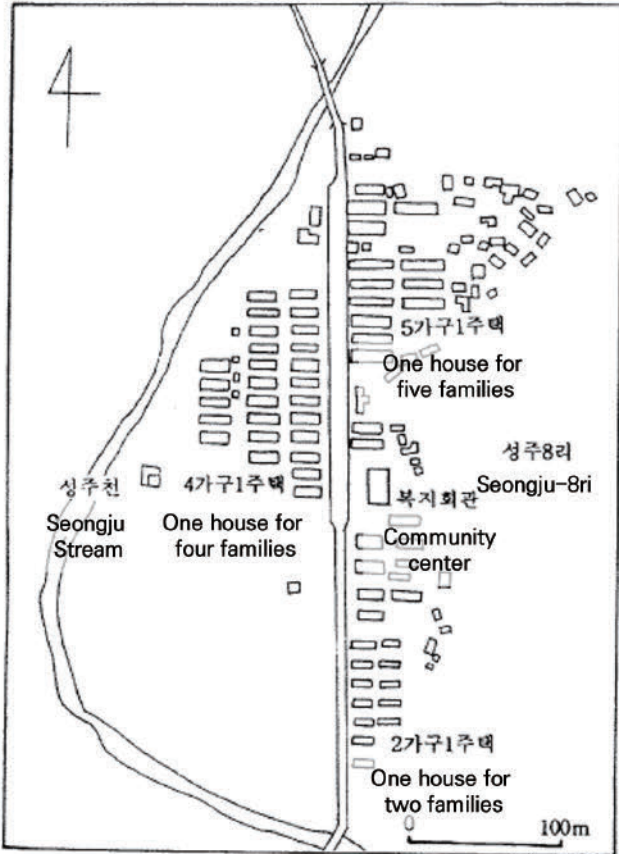 4
5가구1주택
One house for
five families
성주8리
Seongju-8ri
성주천
Seongju
Stream
4가구1주택
One house for
four families
복지회관
Community
center
2가구1주택
One house for
two families
0 100m